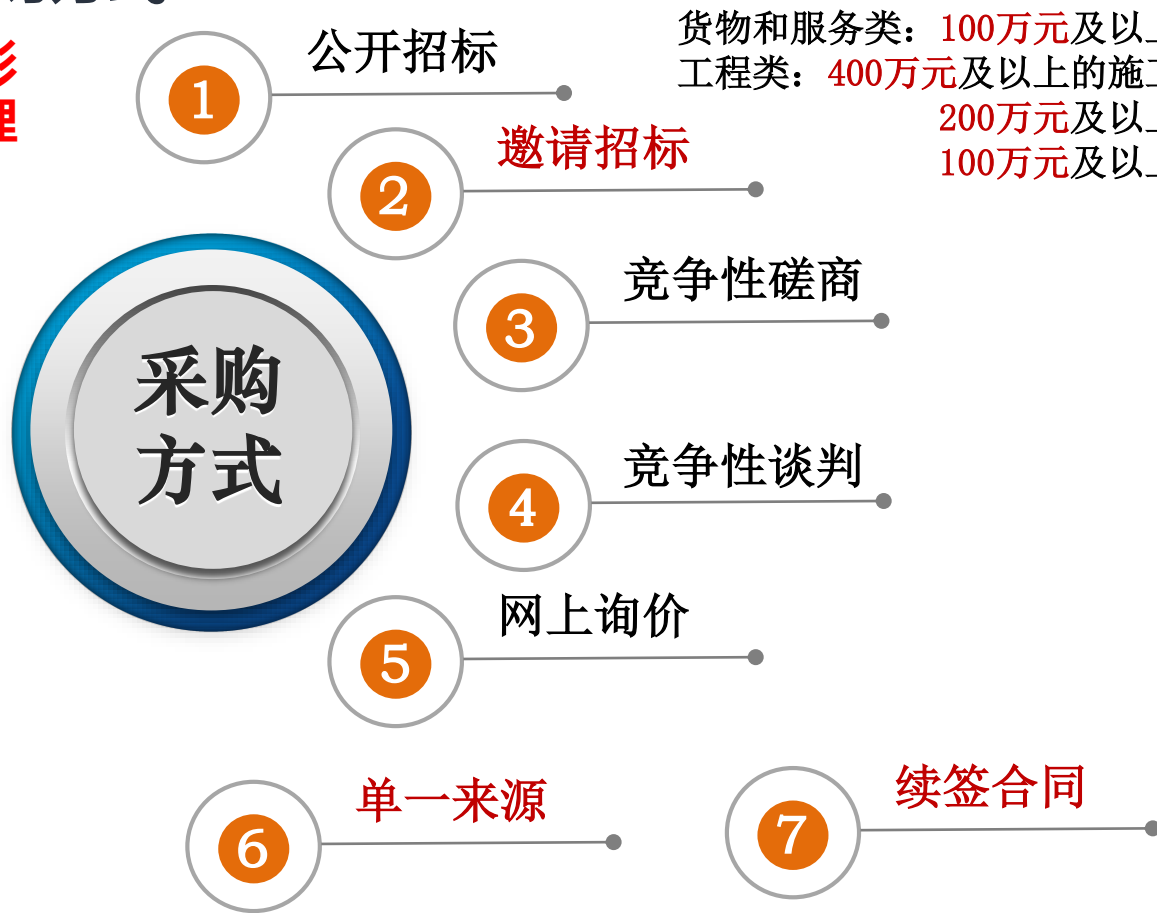 公开招标
货物和服务类：100万元及以
工程类：400万元及以上的施
200万元及以
100万元及以
1
邀请招标
2
竞争性磋商
3
采购
方式
竞争性谈判
4
网上询价
5
单一来源
6
续签合同
7